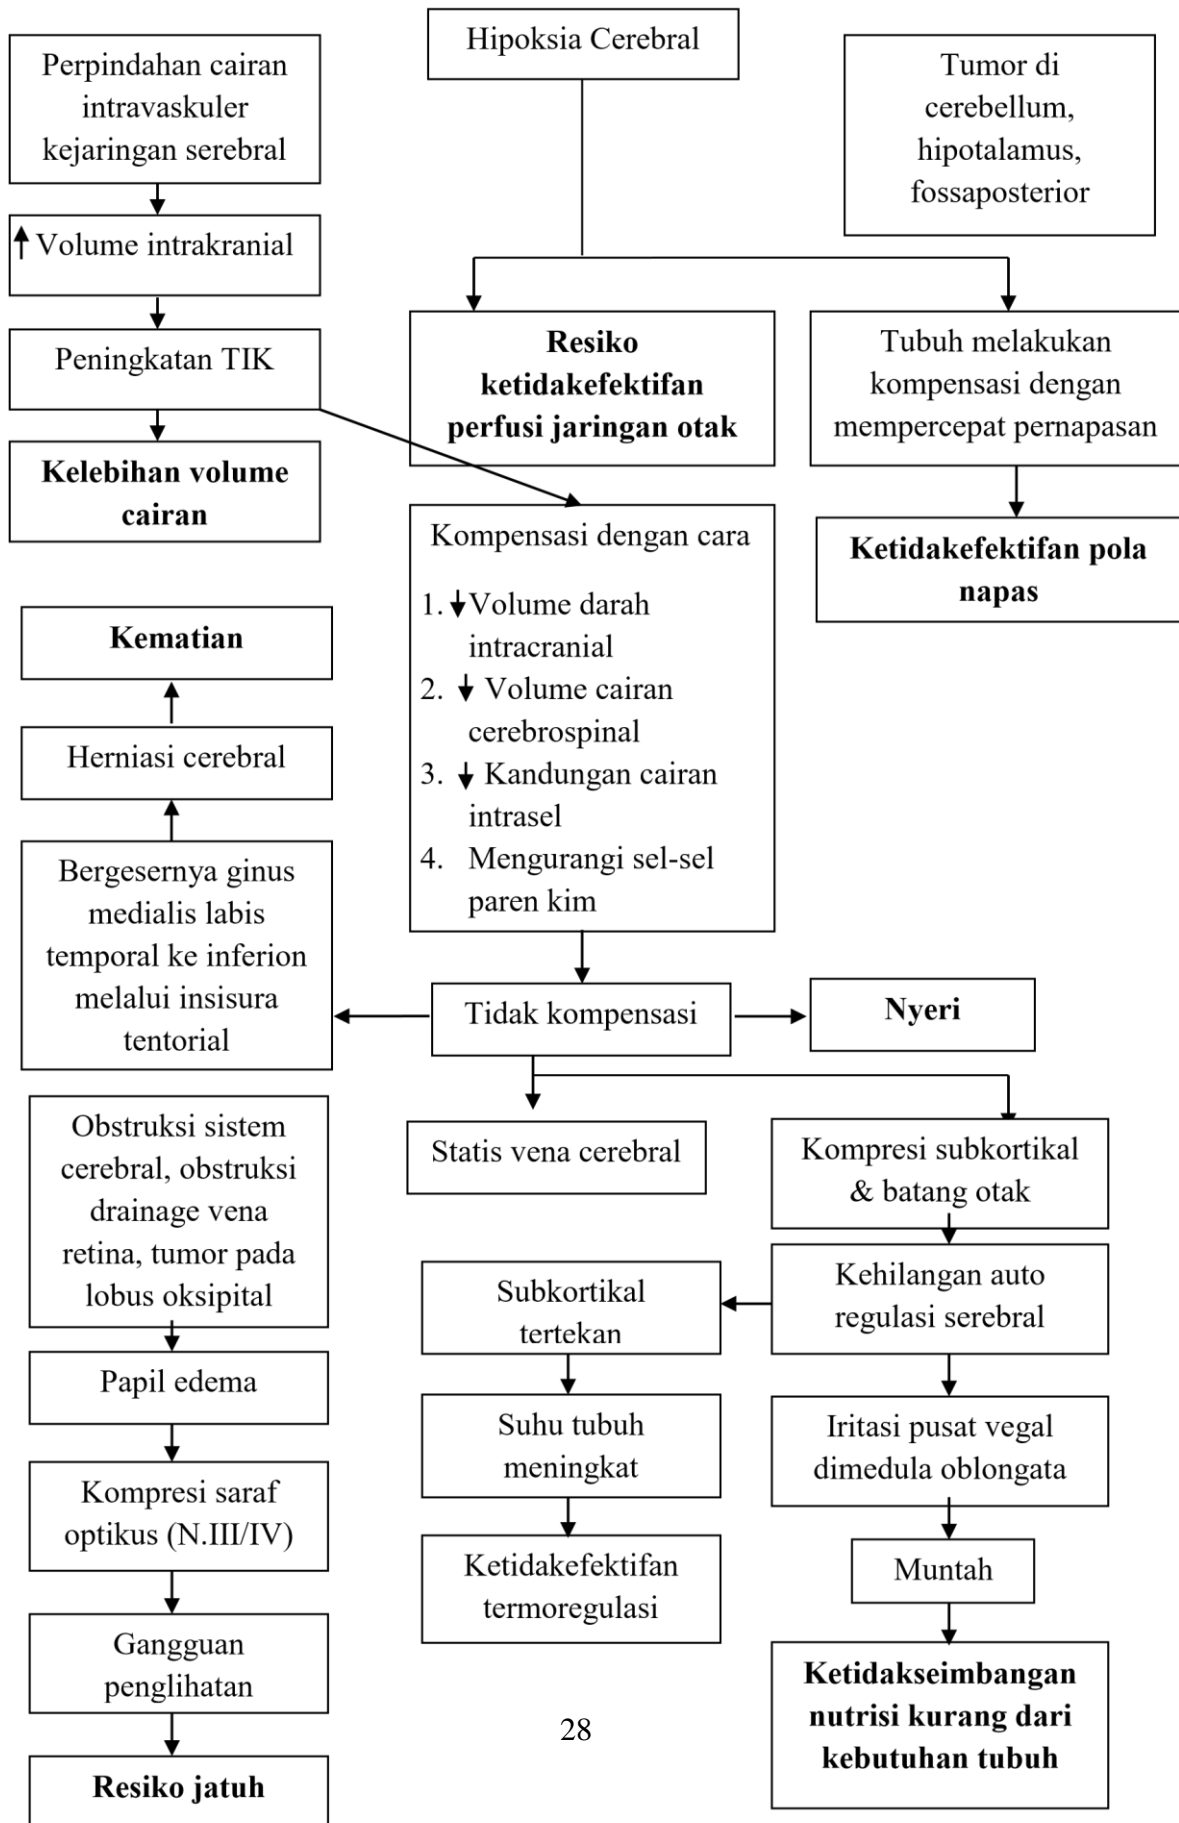 Perpindahan cairan
intravaskuler
kejaringan serebral
Hipoksia Cerebral
Tumor di
cerebellum,
hipotalamus,
fossaposterior
↑ Volume intrakranial
Peningkatan TIK
Kelebihan volume
cairan
Resiko
ketidakefektifan
perfusi jaringan otak
Tubuh melakukan
kompensasi dengan
mempercepat pernapasan
Ketidakefektifan pola
napas
Kompensasi dengan cara
1. ↓ Volume darah
intracranial
2. ↓ Volume cairan
cerebrospinal
3. ↓ Kandungan cairan
intrasel
4. Mengurangi sel-sel
paren kim
Kematian
Herniasi cerebral
Bergesernya ginus
medialis labis
temporal ke inferion
melalui insisura
tentorial
Tidak kompensasi
Nyeri
Obstruksi sistem
cerebral, obstruksi
drainage vena
retina, tumor pada
lobus oksipital
Statis vena cerebral
Kompresi subkortikal
& batang otak
Subkortikal
tertekan
Kehilangan auto
regulasi serebral
Papil edema
Suhu tubuh
meningkat
Iritasi pusat vegal
dimedula oblongata
Kompresi saraf
optikus (N.III/IV)
Ketidakefektifan
termoregulasi
Muntah
Gangguan
penglihatan
Ketidakseimbangan
nutrisi kurang dari
kebutuhan tubuh
Resiko jatuh
28